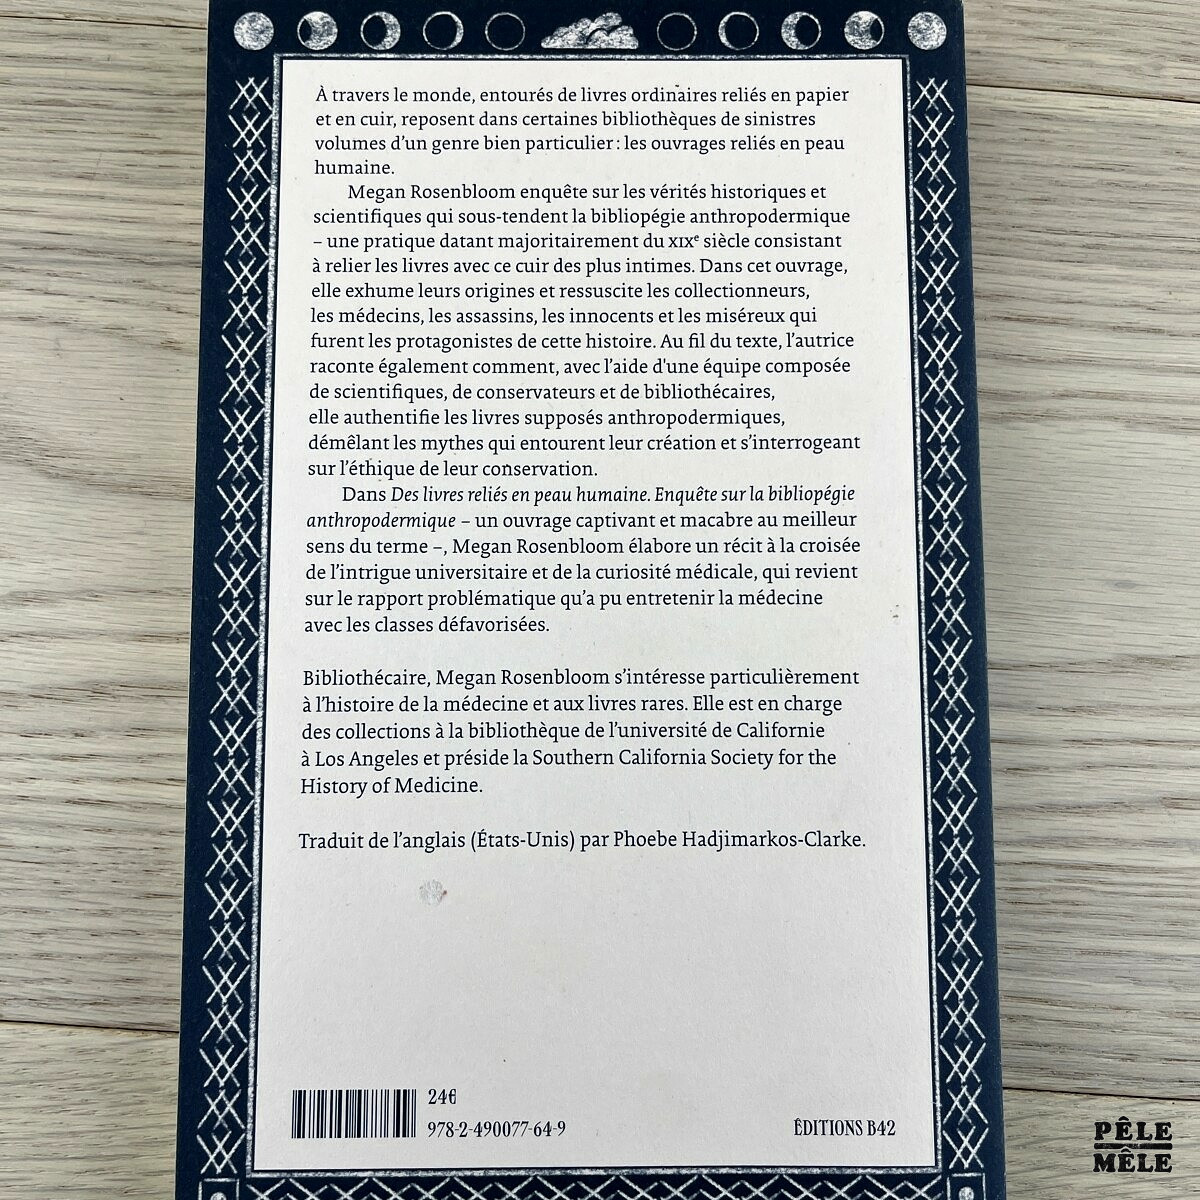 À travers le monde, entourés de livres ordinaires reliés en papier
et en cuir, reposent dans certaines bibliothèques de sinistres
volumes d'un genre bien particulier : les ouvrages reliés en peau
humaine.
Megan Rosenbloom enquête sur les vérités historiques et
scientifiques qui sous-tendent la bibliopégie anthropodermique
– une pratique datant majoritairement du XIXe siècle consistant
à relier les livres avec ce cuir des plus intimes. Dans cet ouvrage,
elle exhume leurs origines et ressuscite les collectionneurs,
les médecins, les assassins, les innocents et les miséreux qui
furent les protagonistes de cette histoire. Au fil du texte, l'autrice
raconte également comment, avec l'aide d'une équipe composée
de scientifiques, de conservateurs et de bibliothécaires,
elle authentifie les livres supposés anthropodermiques,
démêlant les mythes qui entourent leur création et s'interrogeant
sur l'éthique de leur conservation.
Dans Des livres reliés en peau humaine. Enquête sur la bibliopégie
anthropodermique – un ouvrage captivant et macabre au meilleur
sens du terme –, Megan Rosenbloom élabore un récit à la croisée
de l'intrigue universitaire et de la curiosité médicale, qui revient
sur le rapport problématique qu'a pu entretenir la médecine
avec les classes défavorisées.
Bibliothécaire, Megan Rosenbloom s'intéresse particulièrement
à l'histoire de la médecine et aux livres rares. Elle est en charge
des collections à la bibliothèque de l'université de Californie
à Los Angeles et préside la Southern California Society for the
History of Medicine.
Traduit de l'anglais (États-Unis) par Phoebe Hadjimarkos-Clarke.
24€
978-2-490077-64-9
ÉDITIONS B42
PÊLE
MÊLE